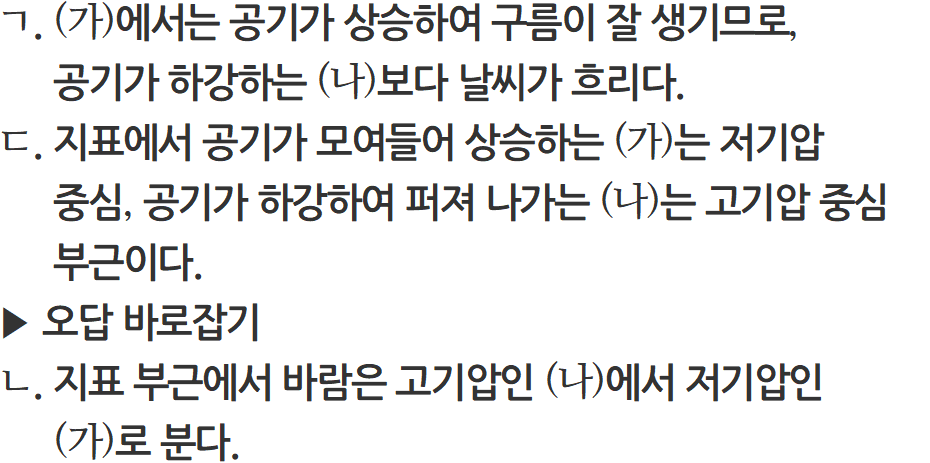 ㄱ. (가)에서는 공기가 상승하여 구름이 잘 생기므로,
공기가 하강하는 (나)보다 날씨가 흐리다.
ㄷ. 지표에서 공기가 모여들어 상승하는 (가)는 저기압
중심, 공기가 하강하여 퍼져 나가는 (나)는 고기압 중심
부근이다.
▶ 오답 바로잡기
ㄴ. 지표 부근에서 바람은 고기압인 (나)에서 저기압인
(가)로 분다.